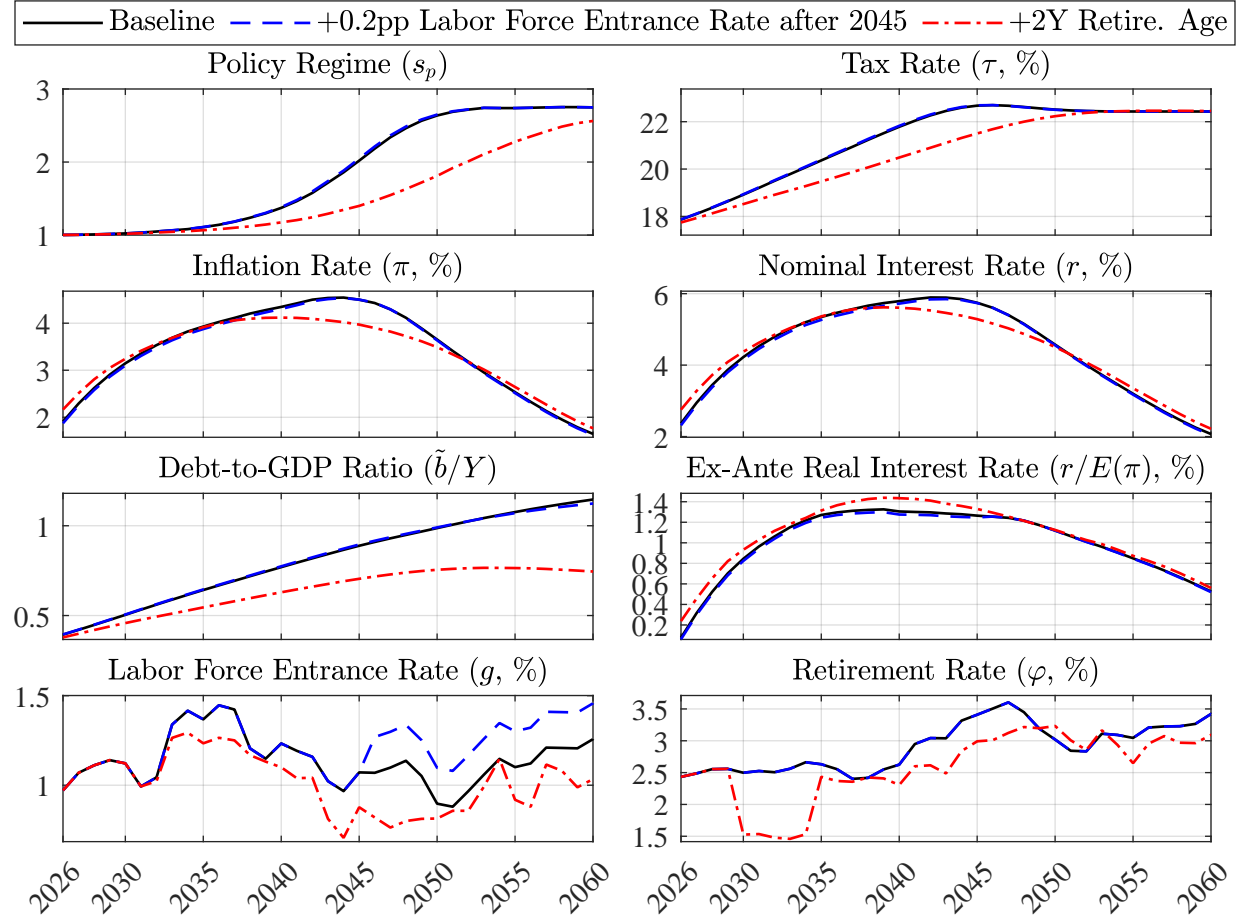 Baseline +0.2pp Labor Force Entrance Rate after 2045 +2Y Retire. Age
Policy Regime (sₚ)
3
2
1
Tax Rate (τ, %)
22
20
18
Inflation Rate (π, %)
4
3
2
Nominal Interest Rate (r, %)
6
4
2
Debt-to-GDP Ratio (b̃/Y)
1
0.5
Ex-Ante Real Interest Rate (r/E(π), %)
1.4
1.2
1
0.8
0.6
0.4
0.2
Labor Force Entrance Rate (g, %)
1.5
1
2026 2030 2035 2040 2045 2050 2055 2060
Retirement Rate (φ, %)
3.5
3
2.5
2
1.5
2026 2030 2035 2040 2045 2050 2055 2060